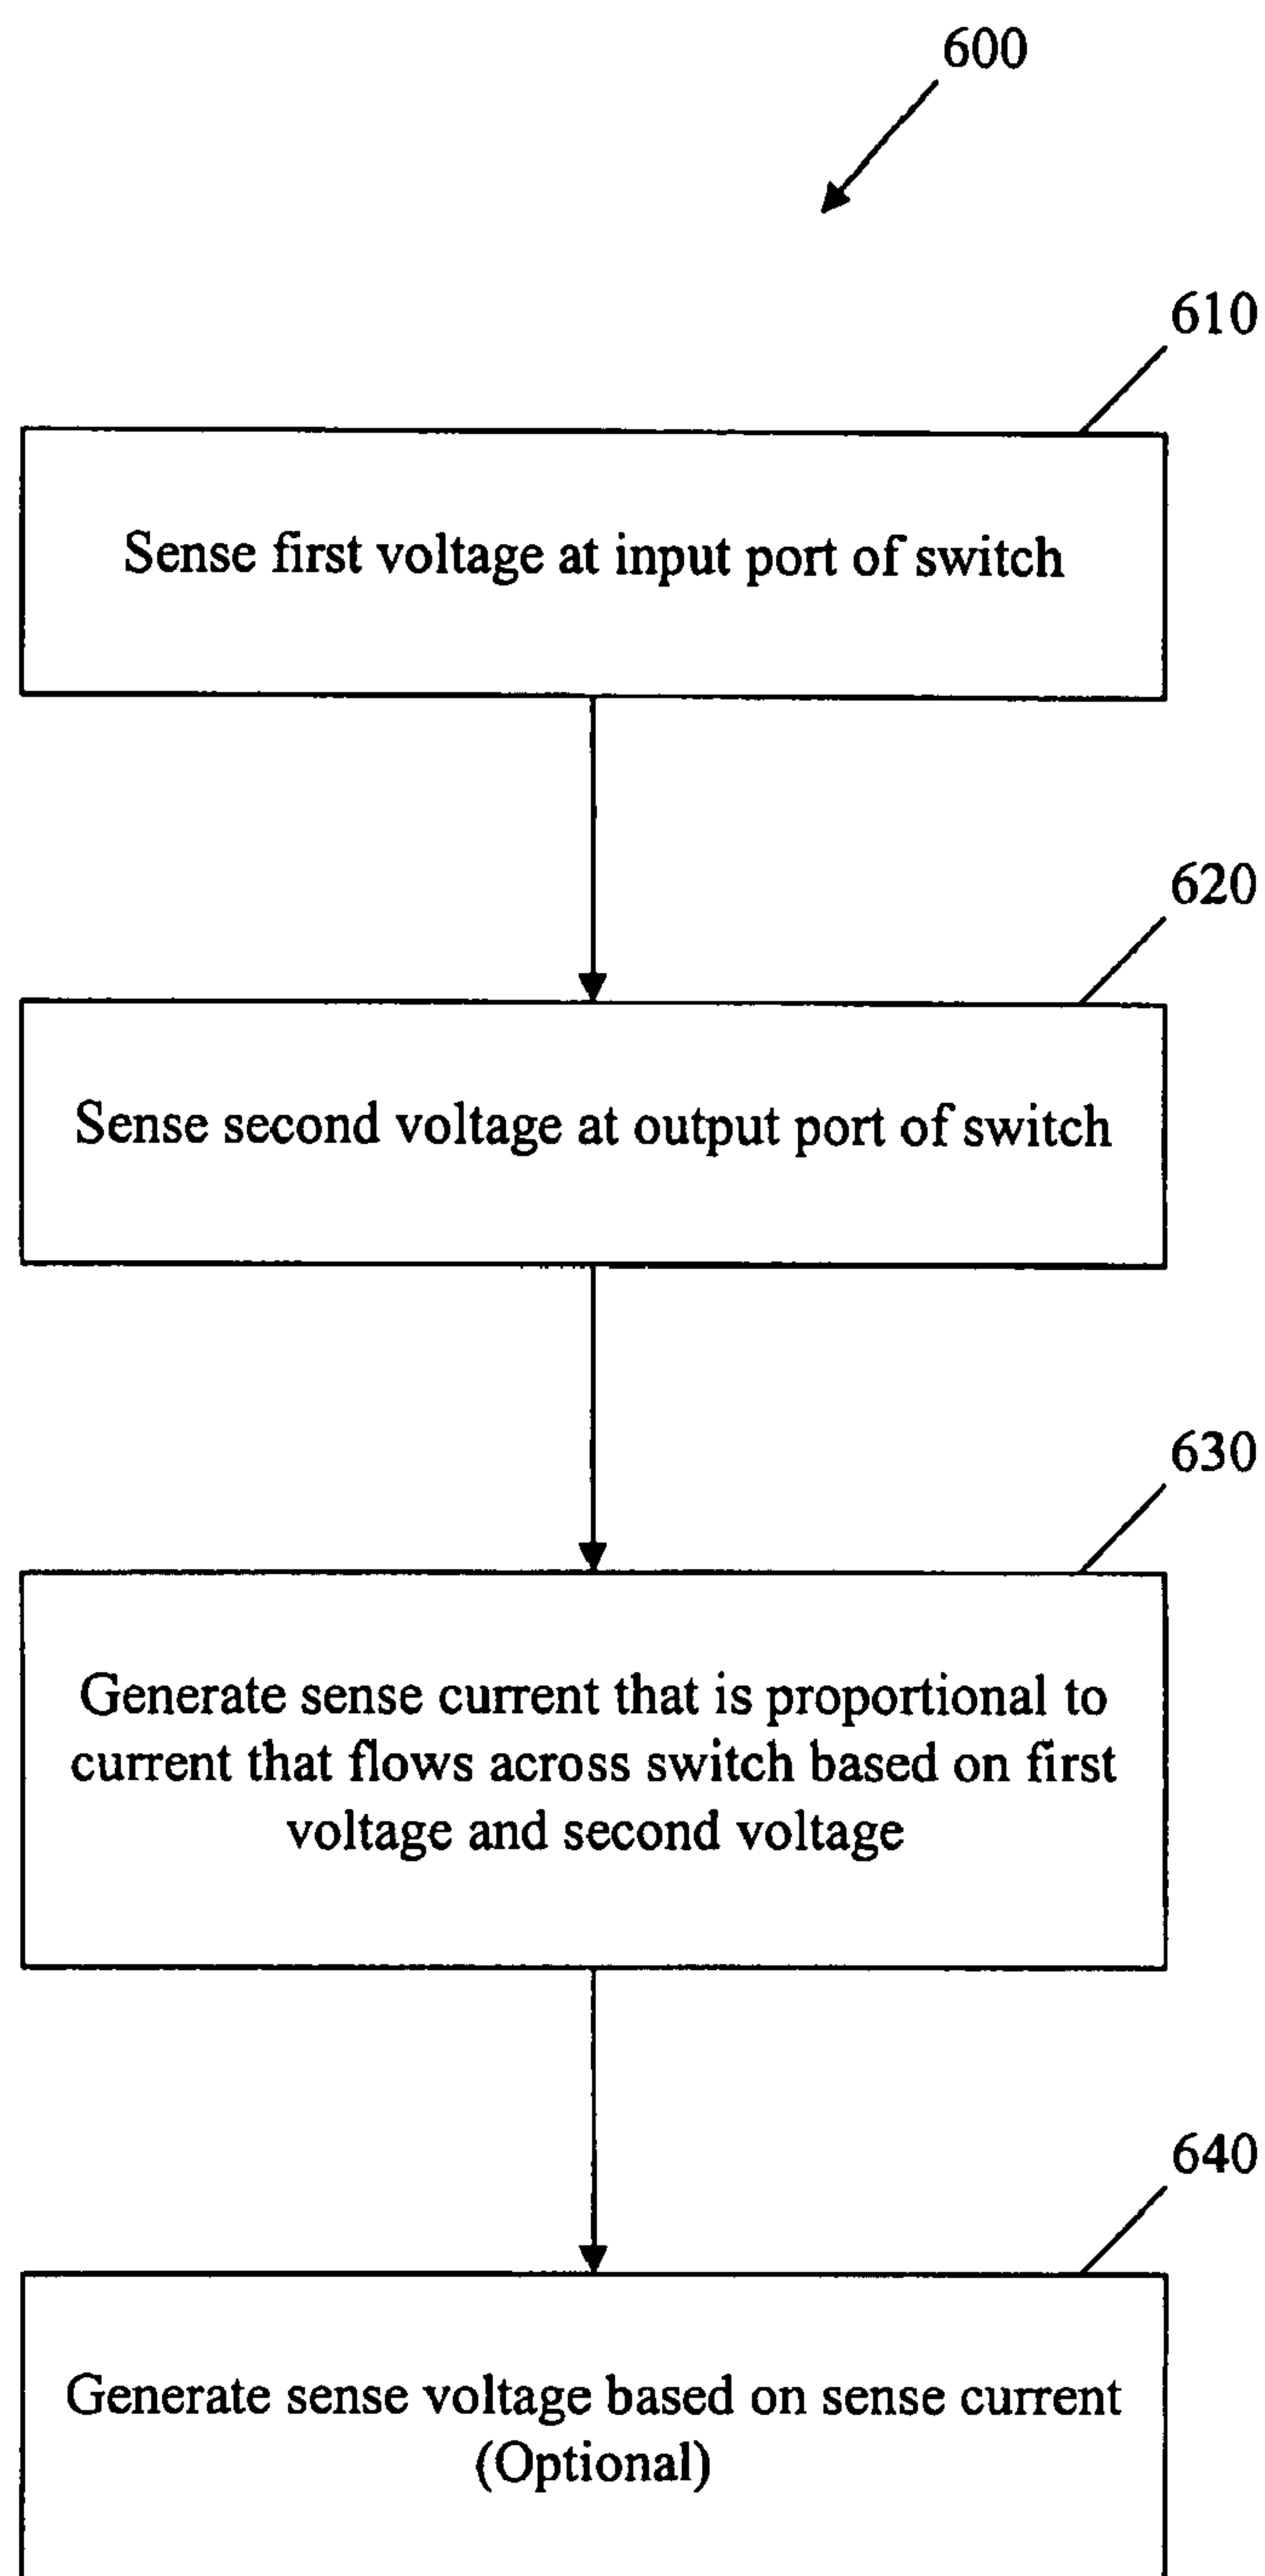 600
610
Sense first voltage at input port of switch
620
Sense second voltage at output port of switch
630
Generate sense current that is proportional to
current that flows across switch based on first
voltage and second voltage
640
Generate sense voltage based on sense current
(Optional)